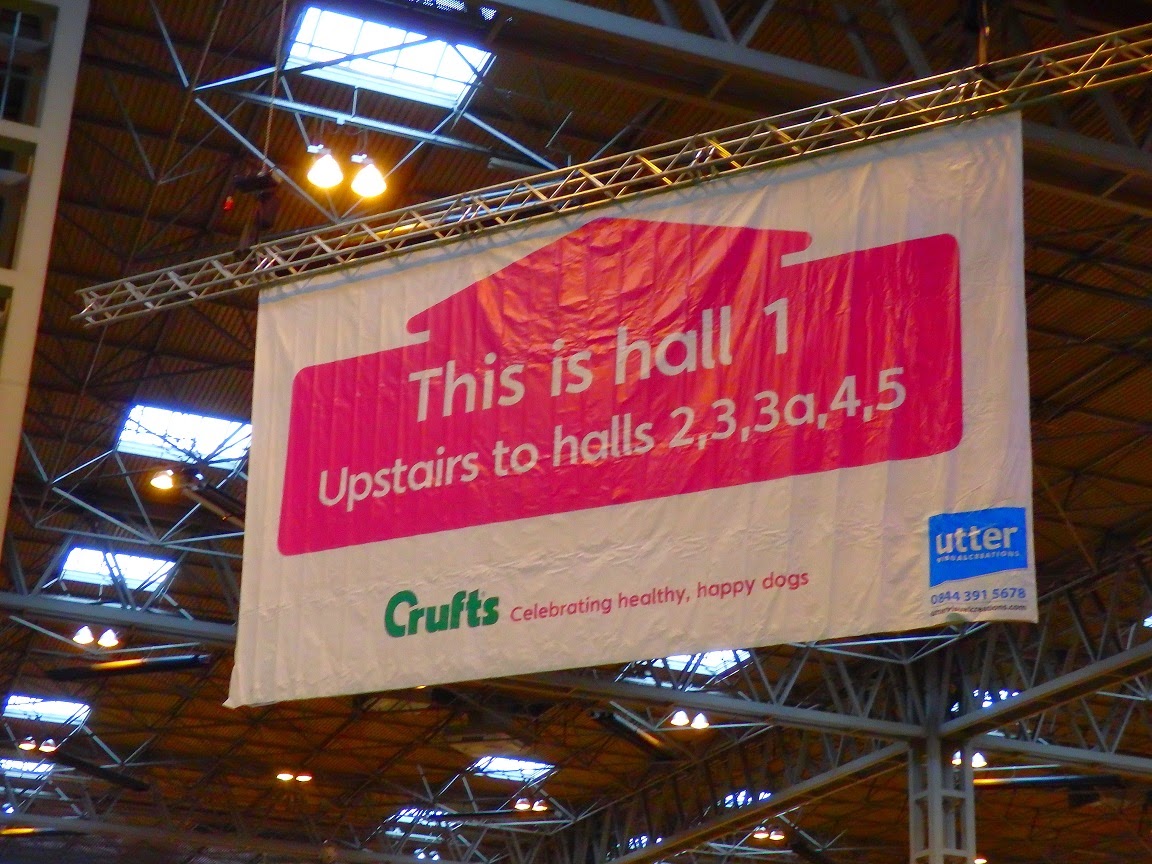 This is hall 1
Upstairs to halls 2,3,3a,4,5
Crufts Celebrating healthy, happy dogs
utter
VISUALCREATIONS
0844 391 5678